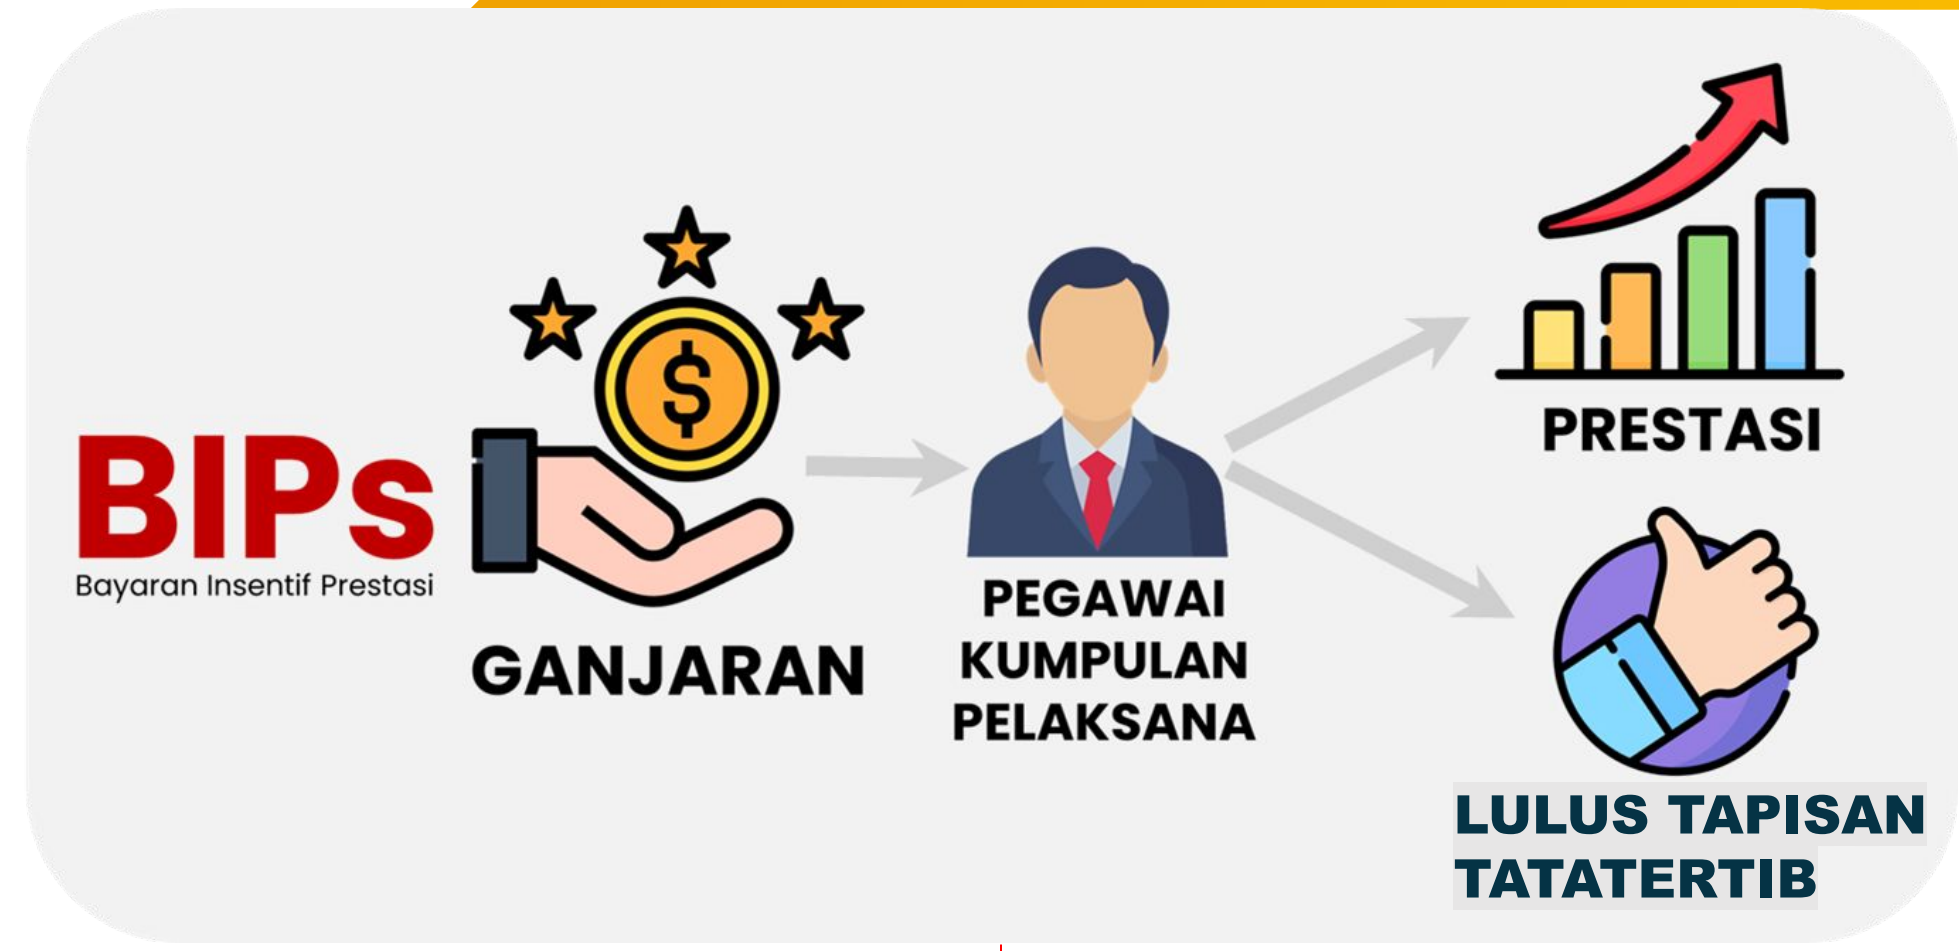 BIPs
Bayaran Insentif Prestasi
$
GANJARAN
PEGAWAI
KUMPULAN
PELAKSANA
PRESTASI
LULUS TAPISAN
TATATERTIB